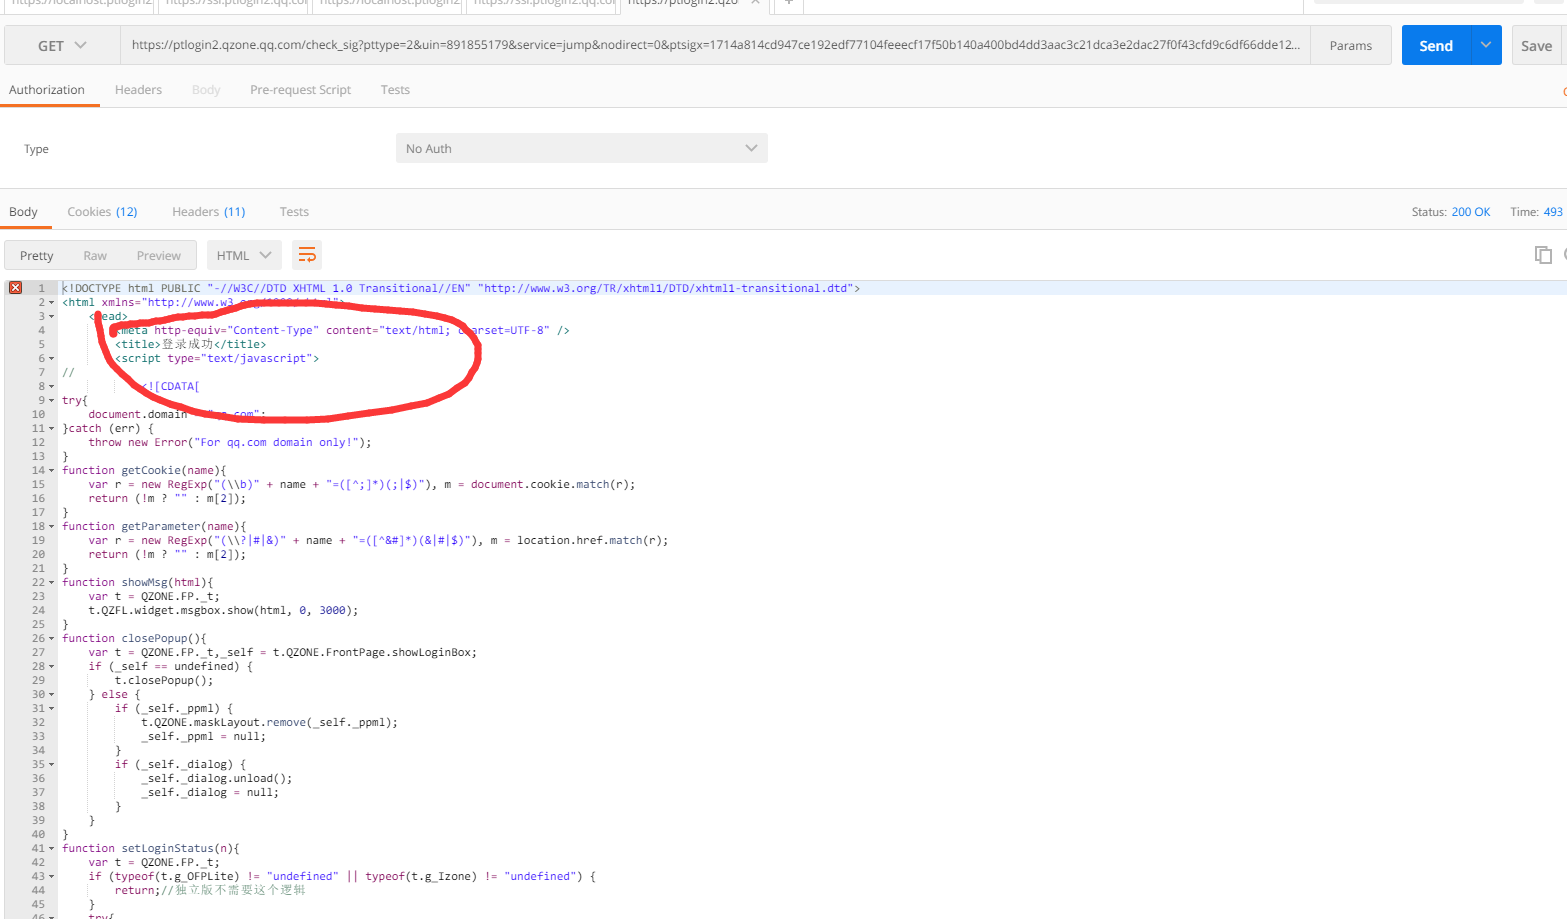 https://localhost.ptlogin2
https://ssl.ptlogin2.qq.co
https://localhost.ptlogin2
https://ssl.ptlogin2.qq.co
https://ptlogin2.qzo
GET https://ptlogin2.qzone.qq.com/check_sig?pttype=2&uin=891855179&service=jump&nodirect=0&ptsigx=1714a814cd947ce192edf77104feeecf17f50b140a400bd4dd3aac3c21dca3e2dac27f0f43cfd9c6df66dde12... Params Send Save
Authorization Headers Body Pre-request Script Tests
Type No Auth
Body Cookies (12) Headers (11) Tests Status: 200 OK Time: 493
Pretty Raw Preview HTML
1 <!DOCTYPE html PUBLIC "-//W3C//DTD XHTML 1.0 Transitional//EN" "http://www.w3.org/TR/xhtml1/DTD/xhtml1-transitional.dtd">
2 <html xmlns="http://www.w3.org/1999/xhtml">
3 <head>
4 <meta http-equiv="Content-Type" content="text/html; charset=UTF-8" />
5 <title>登录成功</title>
6 <script type="text/javascript">
7 //
8 <![CDATA[
9 try{
10 document.domain = "qq.com";
11 }catch (err) {
12 throw new Error("For qq.com domain only!");
13 }
14 function getCookie(name){
15 var r = new RegExp("(\\b)" + name + "=([^;]*)(;|$)"), m = document.cookie.match(r);
16 return (!m ? "" : m[2]);
17 }
18 function getParameter(name){
19 var r = new RegExp("(\\?|#|&)" + name + "=([^&#]*)(&|#|$)"), m = location.href.match(r);
20 return (!m ? "" : m[2]);
21 }
22 function showMsg(html){
23 var t = QZONE.FP._t;
24 t.QZFL.widget.msgbox.show(html, 0, 3000);
25 }
26 function closePopup(){
27 var t = QZONE.FP._t,_self = t.QZONE.FrontPage.showLoginBox;
28 if (_self == undefined) {
29 t.closePopup();
30 } else {
31 if (_self._ppml) {
32 t.QZONE.maskLayout.remove(_self._ppml);
33 _self._ppml = null;
34 }
35 if (_self._dialog) {
36 _self._dialog.unload();
37 _self._dialog = null;
38 }
39 }
40 }
41 function setLoginStatus(n){
42 var t = QZONE.FP._t;
43 if (typeof(t.g_OFPLite) != "undefined" || typeof(t.g_Izone) != "undefined") {
44 return;//独立版不需要这个逻辑
45 }
46 try{